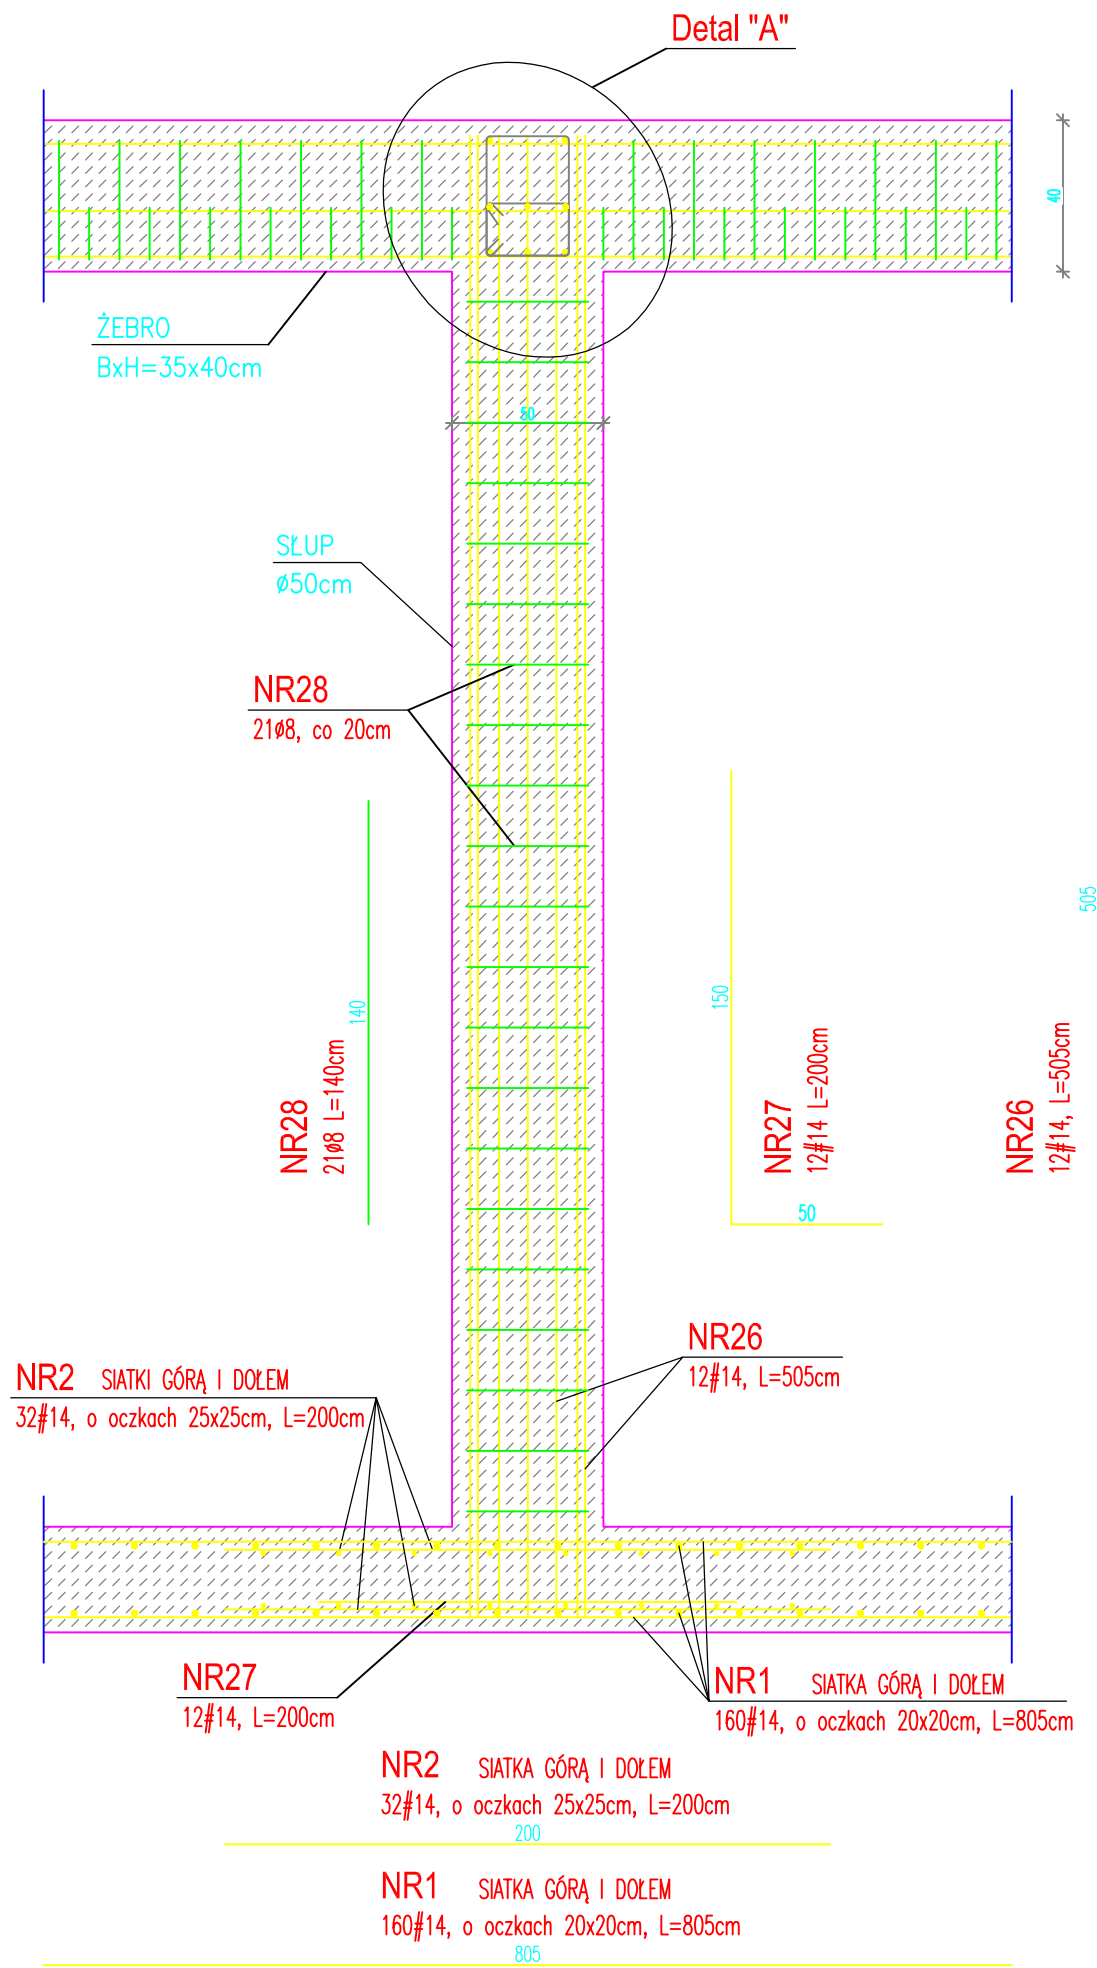 Detal "A"
40
ŻEBRO
BxH=35x40cm
50
SŁUP
ø50cm
NR28
21ø8, co 20cm
140
NR28
21ø8 L=140cm
150
50
NR27
12#14 L=200cm
505
NR26
12#14, L=505cm
NR26
12#14, L=505cm
NR2 SIATKI GÓRĄ I DOŁEM
32#14, o oczkach 25x25cm, L=200cm
NR27
12#14, L=200cm
NR1 SIATKA GÓRĄ I DOŁEM
160#14, o oczkach 20x20cm, L=805cm
NR2 SIATKA GÓRĄ I DOŁEM
32#14, o oczkach 25x25cm, L=200cm
200
NR1 SIATKA GÓRĄ I DOŁEM
160#14, o oczkach 20x20cm, L=805cm
805